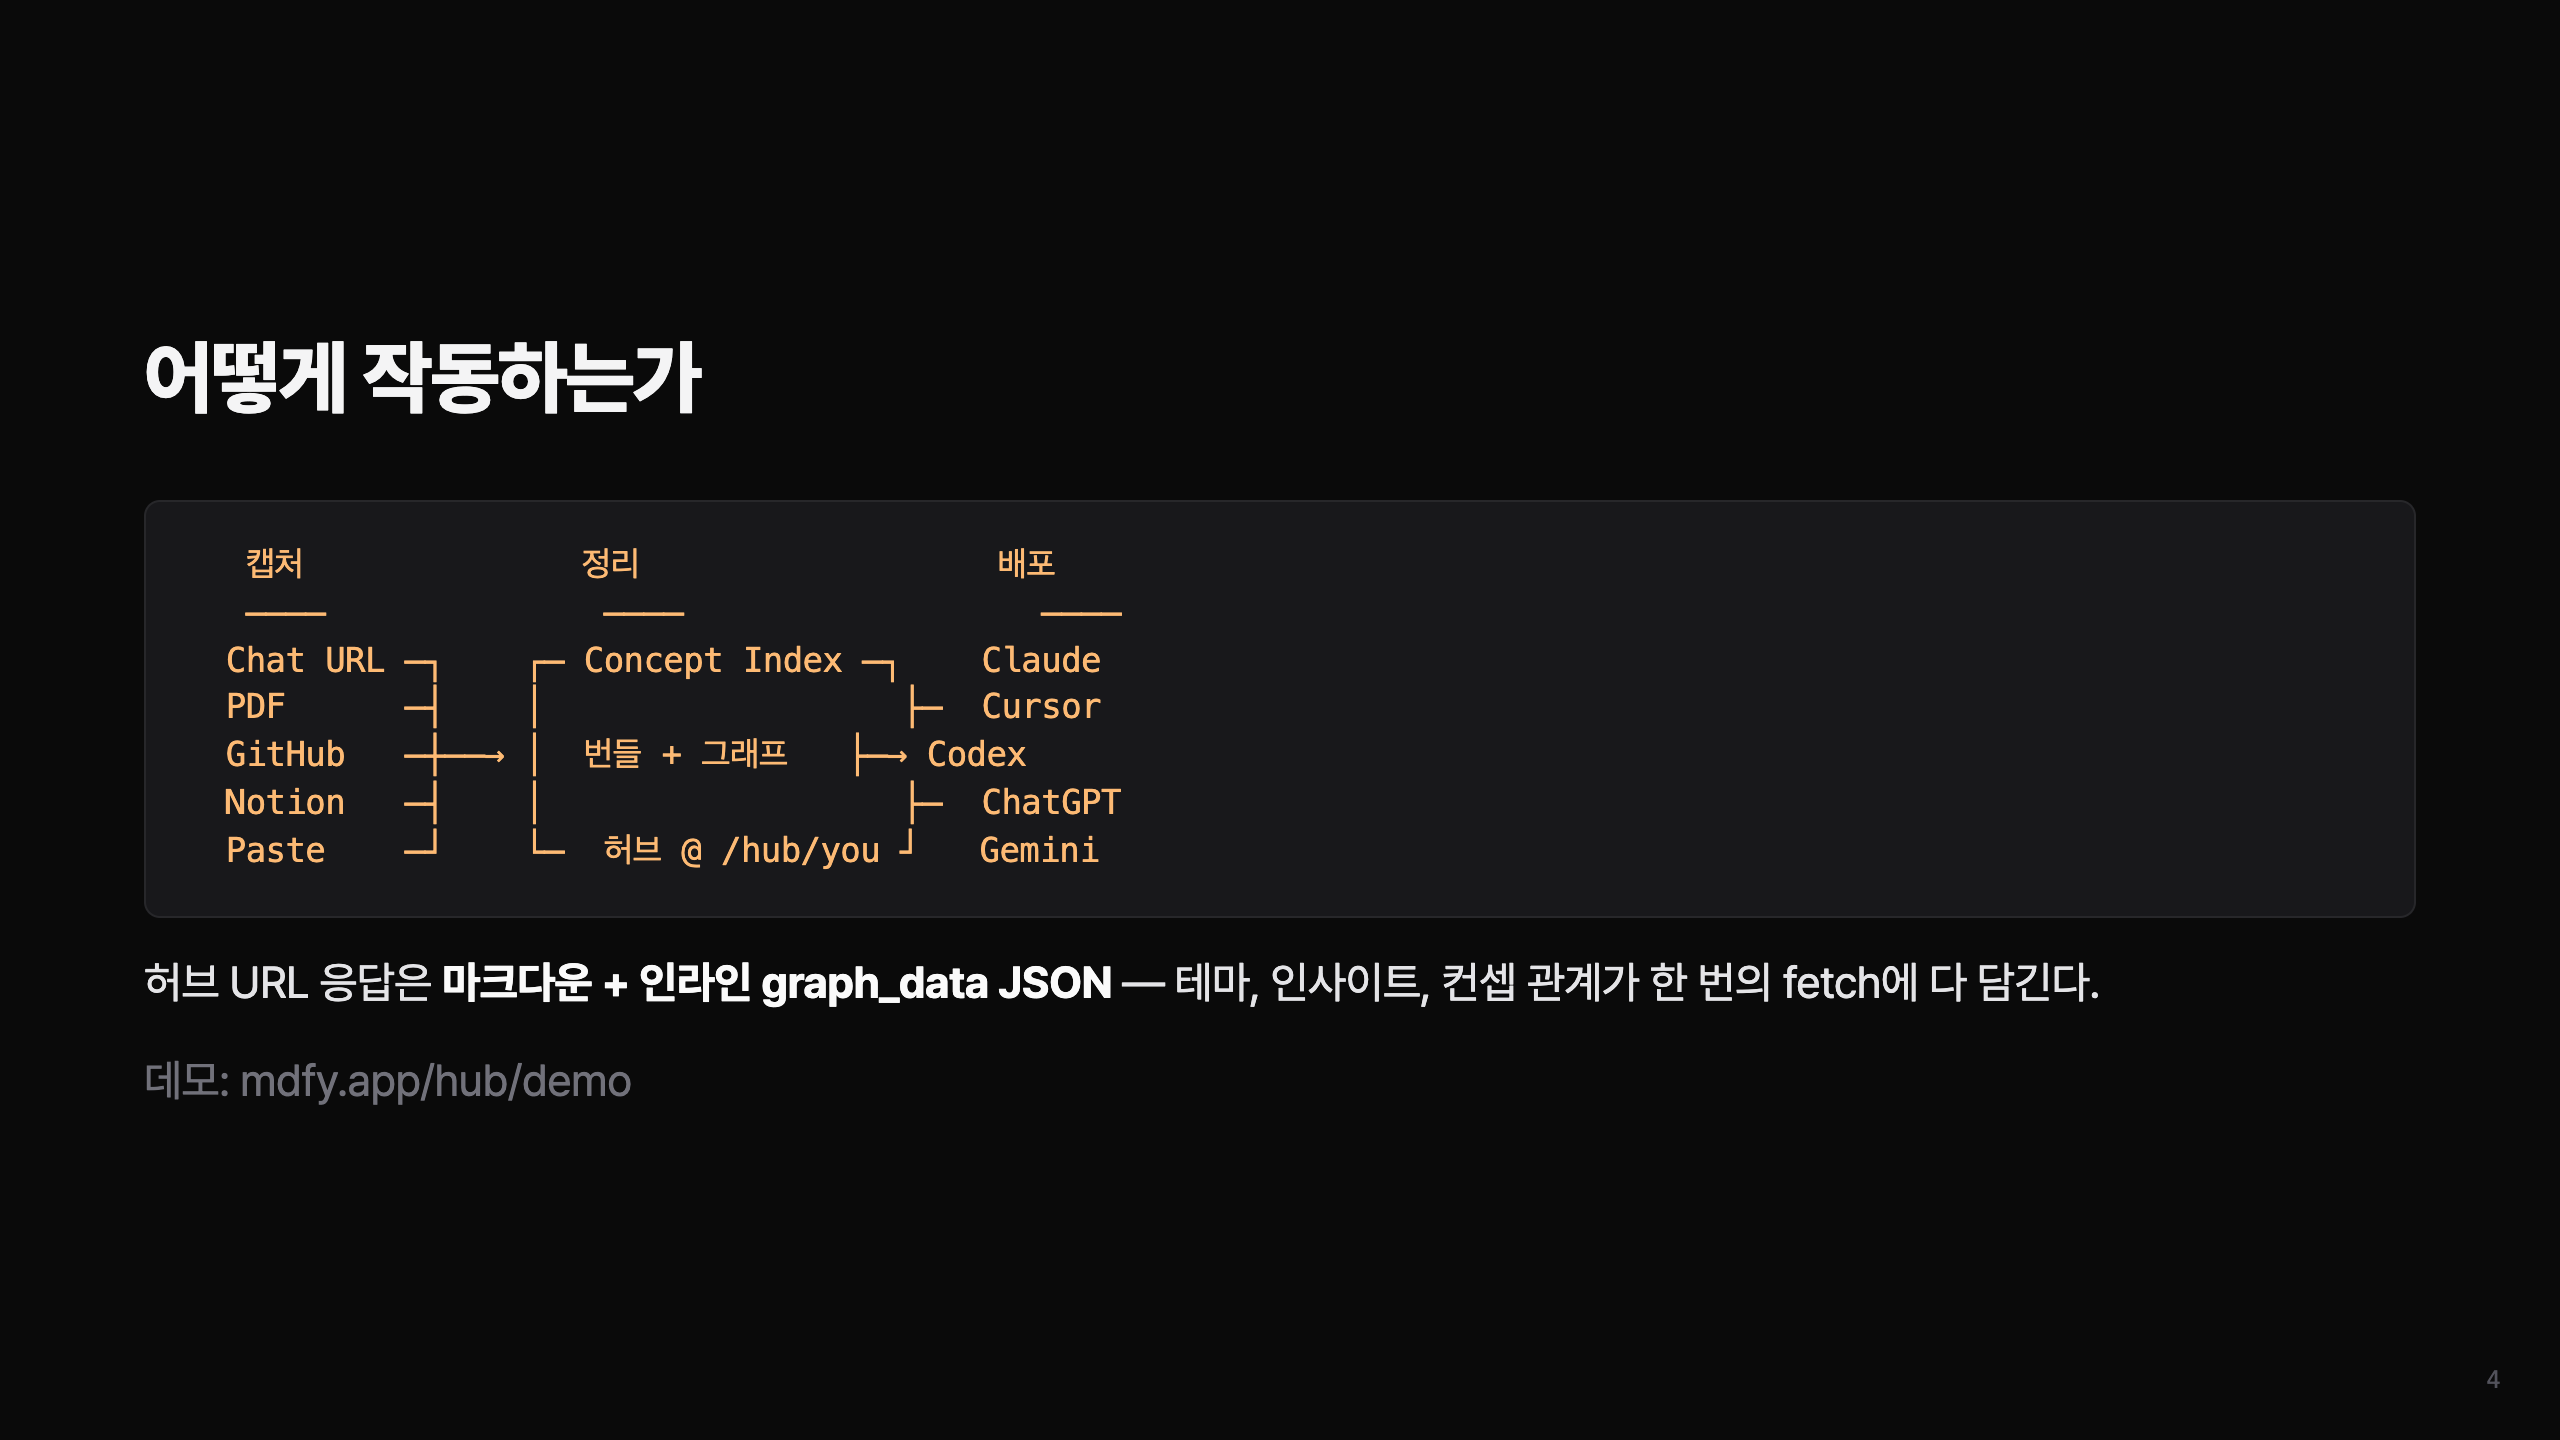 어떻게 작동하는가
캡처 정리 배포
──── ──── ────
Chat URL ─┐ ┌─ Concept Index ─┐ Claude
PDF ─┤ │ ├─ Cursor
GitHub ─┼──→ │ 번들 + 그래프 ├─→ Codex
Notion ─┤ │ ├─ ChatGPT
Paste ─┘ └─ 허브 @ /hub/you ┘ Gemini
허브 URL 응답은 마크다운 + 인라인 graph_data JSON — 테마, 인사이트, 컨셉 관계가 한 번의 fetch에 다 담긴다.
데모: mdfy.app/hub/demo
4